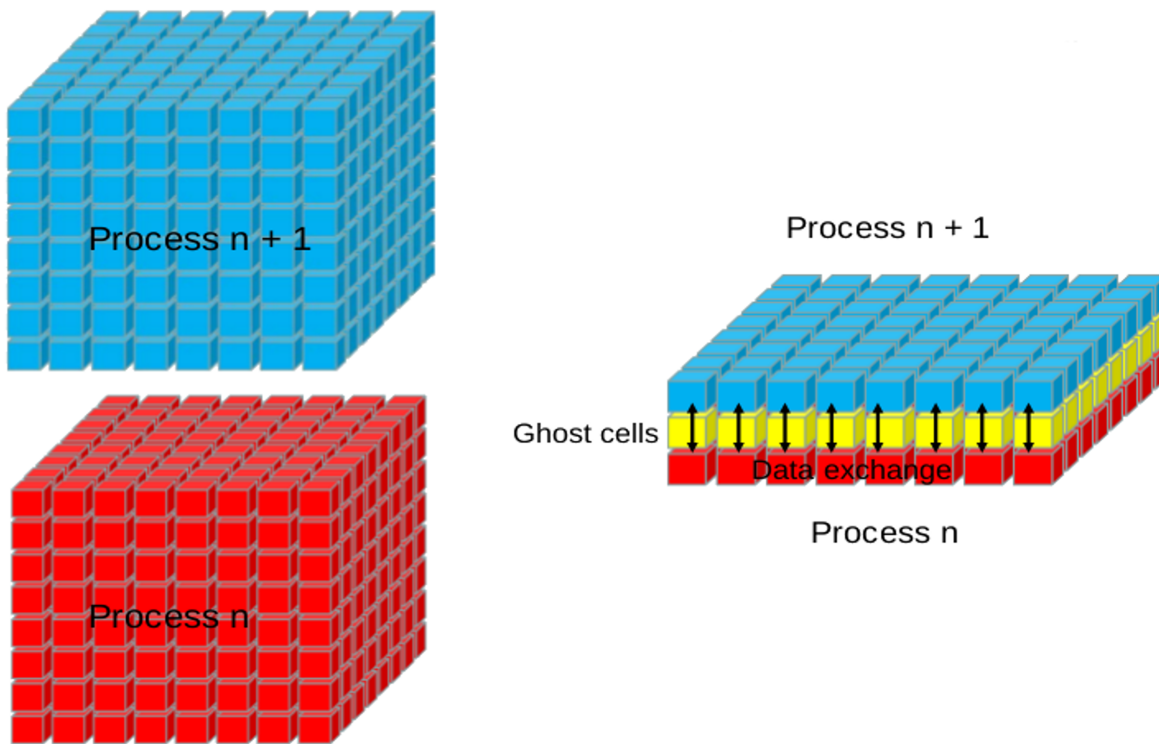 Process n + 1
Process n
Process n + 1
Ghost cells
Data exchange
Process n